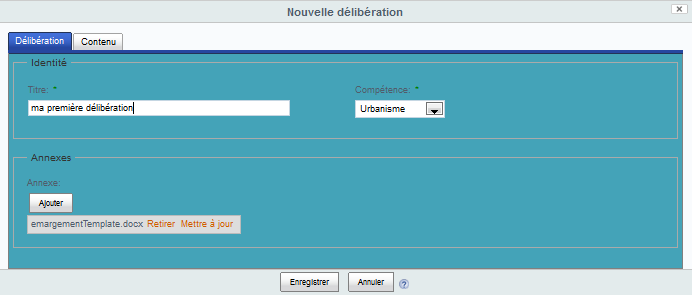 Nouvelle délibération
Délibération Contenu
Identité
Titre: * Compétence: *
ma première délibération Urbanisme
Annexes
Annexe:
Ajouter
emargementTemplate.docx Retirer Mettre à jour
Enregistrer Annuler ?